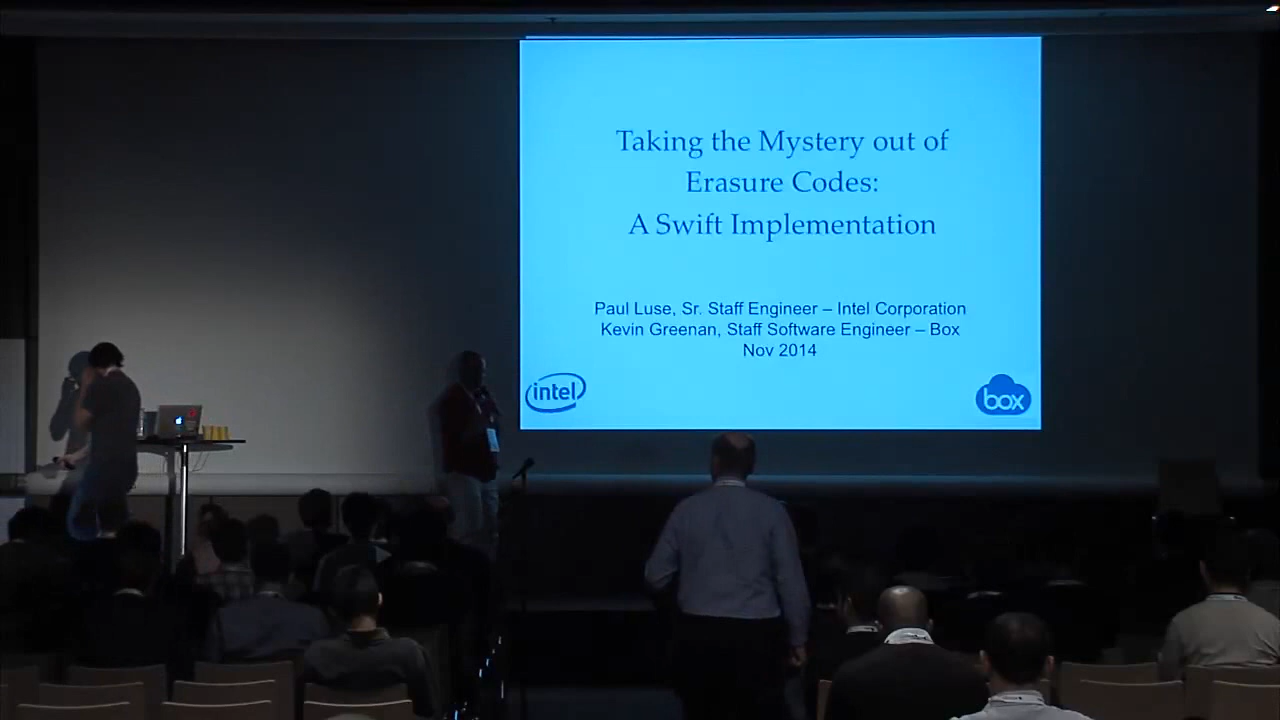 Taking the Mystery out of
Erasure Codes:
A Swift Implementation
Paul Luse, Sr. Staff Engineer – Intel Corporation
Kevin Greenan, Staff Software Engineer – Box
Nov 2014
intel
box